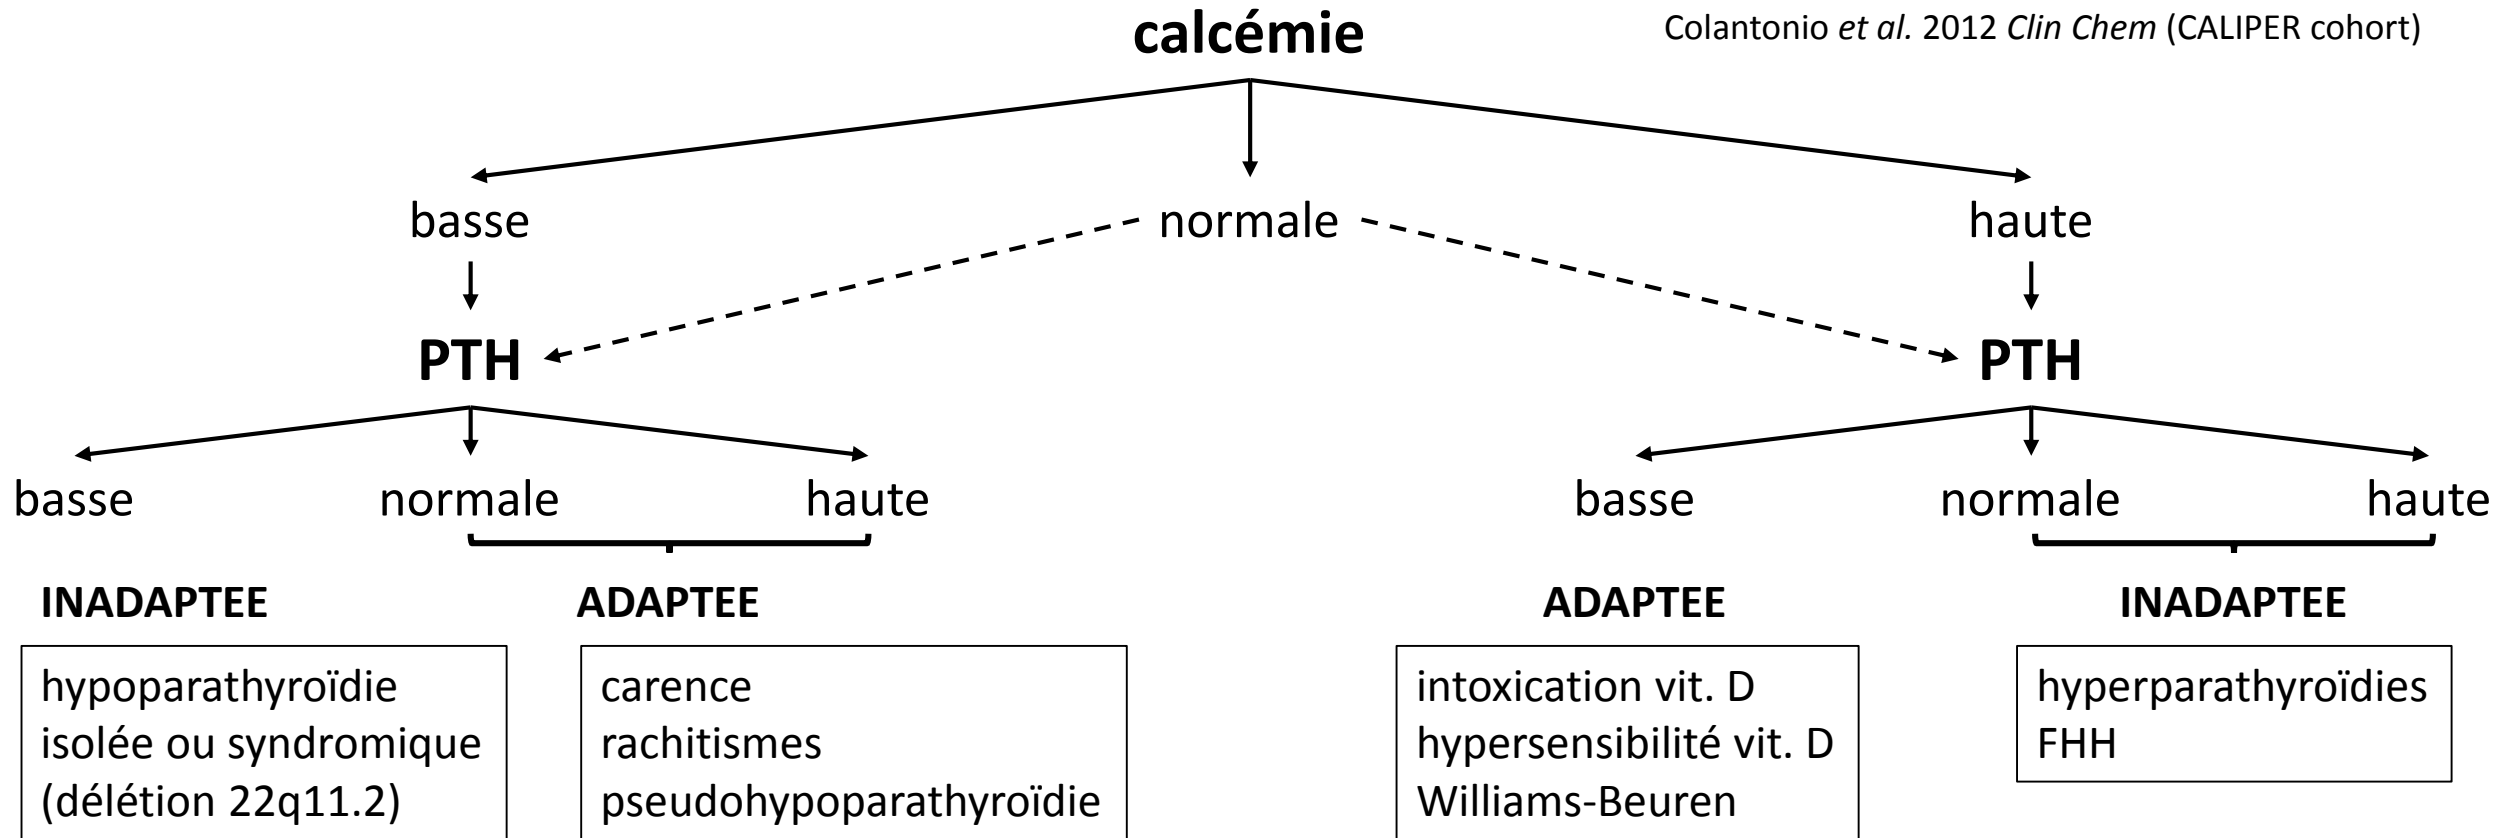 calcémie
Colantonio et al. 2012 Clin Chem (CALIPER cohort)
basse normale haute
PTH PTH
basse normale haute basse normale haute
INADAPTEE ADAPTEE ADAPTEE INADAPTEE
hypoparathyroïdie
isolée ou syndromique
(délétion 22q11.2)
carence
rachitismes
pseudohypoparathyroïdie
intoxication vit. D
hypersensibilité vit. D
Williams-Beuren
hyperparathyroïdies
FHH